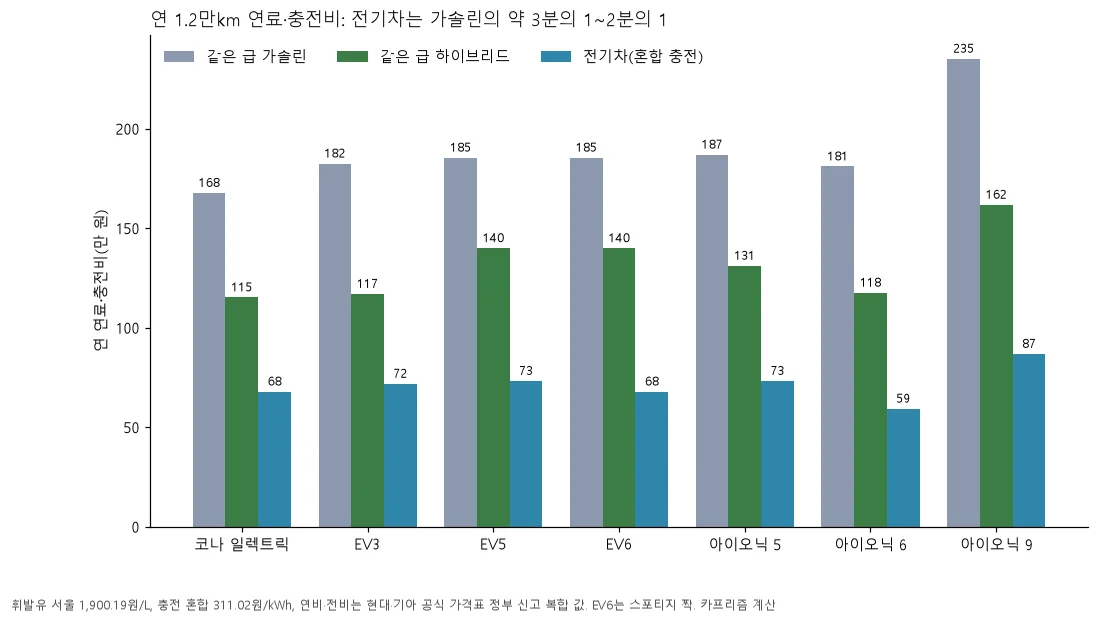 연 1.2만km 연료·충전비: 전기차는 가솔린의 약 3분의 1~2분의 1
같은 급 가솔린 같은 급 하이브리드 전기차(혼합 충전)
연 연료·충전비(만 원)
200
150
100
50
0
168 115 68
182 117 72
185 140 73
185 140 68
187 131 73
181 118 59
235 162 87
코나 일렉트릭 EV3 EV5 EV6 아이오닉 5 아이오닉 6 아이오닉 9
휘발유 서울 1,900.19원/L, 충전 혼합 311.02원/kWh, 연비·전비는 현대·기아 공식 가격표 정부 신고 복합 값. EV6는 스포티지 짝. 카프리즘 계산